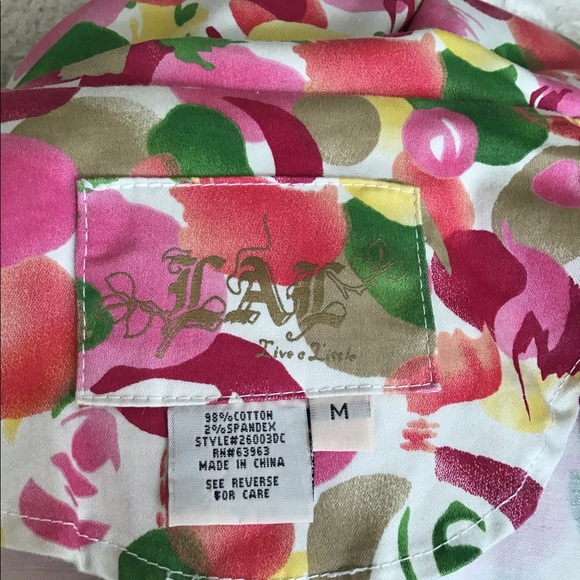 LAL
Live a Little
M
98%COTTON
2%SPANDEX
STYLE#26003DC
RN#63963
MADE IN CHINA
SEE REVERSE
FOR CARE